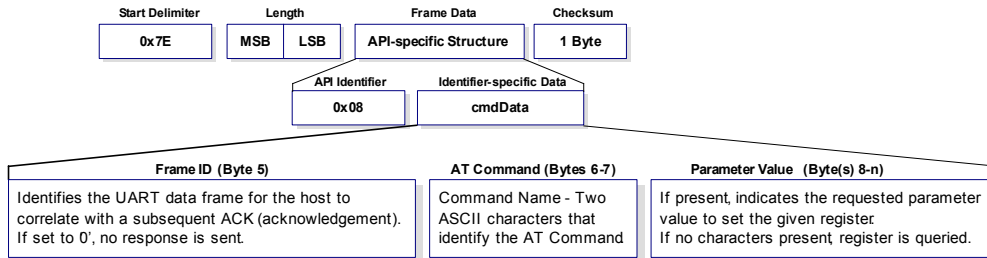 Start Delimiter Length Frame Data Checksum
0x7E MSB LSB API-specific Structure 1 Byte
API Identifier Identifier-specific Data
0x08 cmdData
Frame ID (Byte 5)
Identifies the UART data frame for the host to
correlate with a subsequent ACK (acknowledgement).
If set to 0', no response is sent.
AT Command (Bytes 6-7)
Command Name - Two
ASCII characters that
identify the AT Command.
Parameter Value (Byte(s) 8-n)
If present, indicates the requested parameter
value to set the given register.
If no characters present, register is queried.